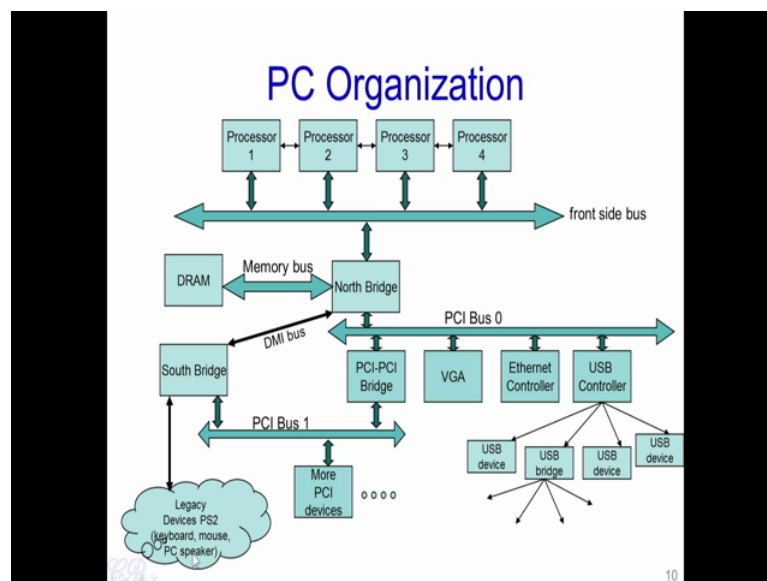 PC Organization
Processor
1
Processor
2
Processor
3
Processor
4
front side bus
DRAM
Memory bus
North Bridge
DMI bus
PCI Bus 0
South Bridge
PCI-PCI
Bridge
VGA
Ethernet
Controller
USB
Controller
PCI Bus 1
USB
device
USB
bridge
USB
device
USB
device
More
PCI
devices
Legacy
Devices PS2
(keyboard, mouse,
PC speaker)
10